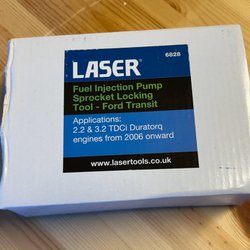 LASER®
6828
Fuel Injection Pump
Sprocket Locking
Tool - Ford Transit
Applications:
2.2 & 3.2 TDCi Duratorq
engines from 2006 onward
www.lasertools.co.uk